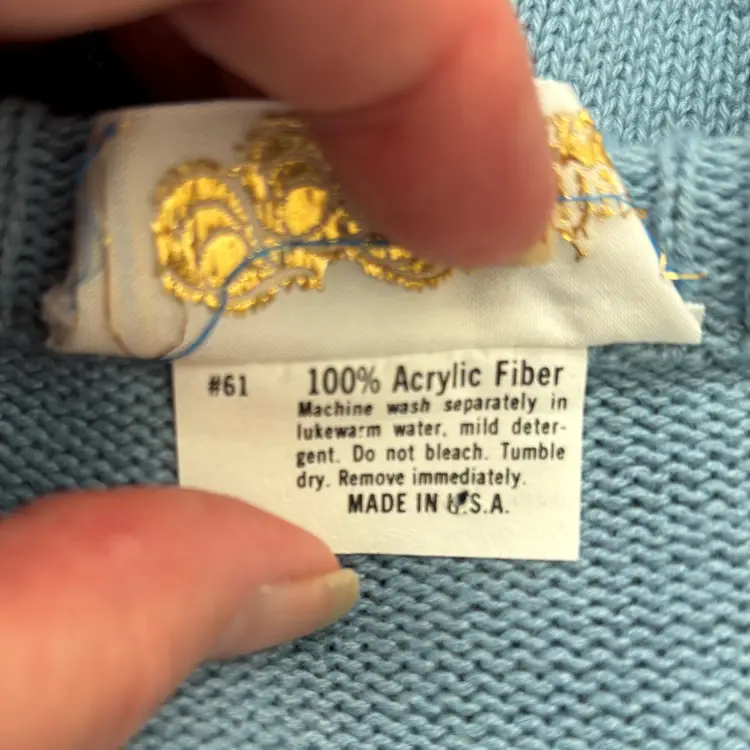 #61 100% Acrylic Fiber
Machine wash separately in
lukewarm water, mild deter-
gent. Do not bleach. Tumble
dry. Remove immediately.
MADE IN U.S.A.